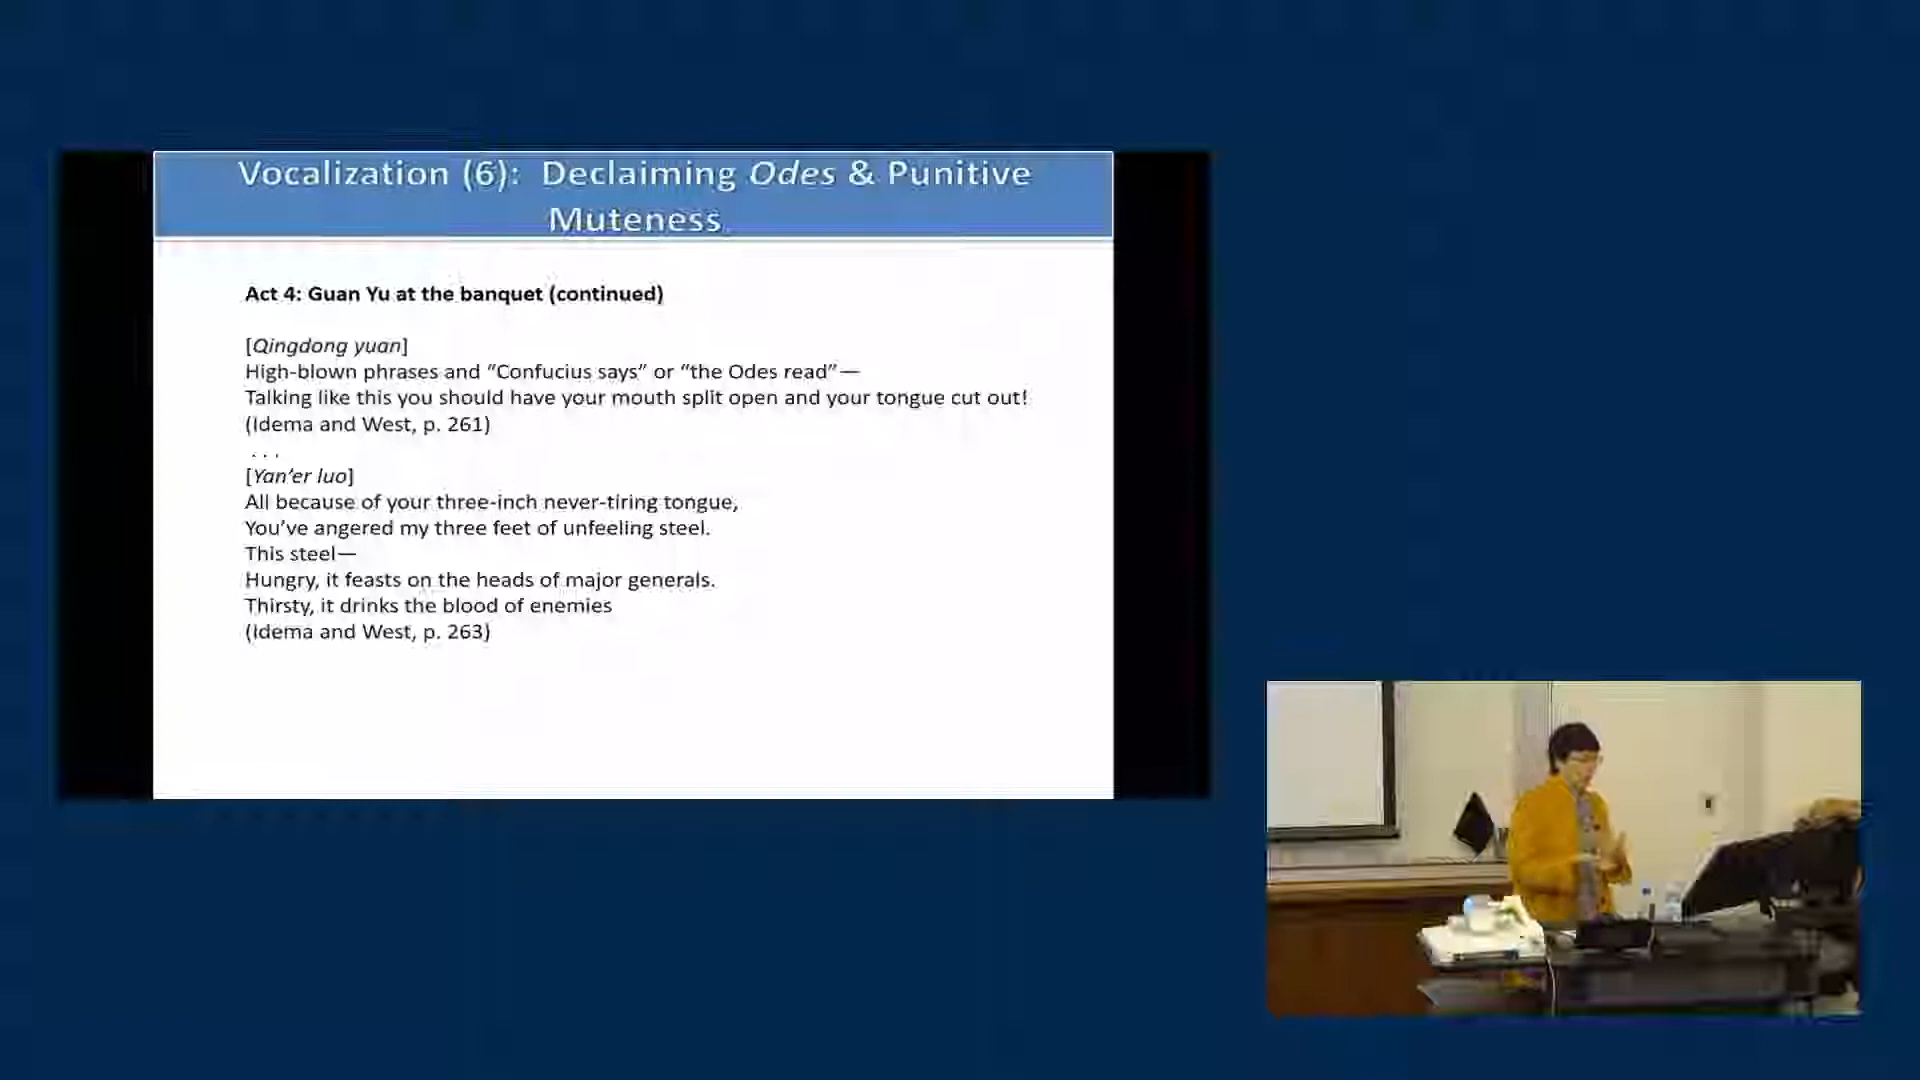 Vocalization (6): Declaiming Odes & Punitive
Muteness
Act 4: Guan Yu at the banquet (continued)
[Qingdong yuan]
High-blown phrases and “Confucius says” or “the Odes read”—
Talking like this you should have your mouth split open and your tongue cut out!
(Idema and West, p. 261)
. . .
[Yan’er luo]
All because of your three-inch never-tiring tongue,
You’ve angered my three feet of unfeeling steel.
This steel—
Hungry, it feasts on the heads of major generals.
Thirsty, it drinks the blood of enemies
(Idema and West, p. 263)